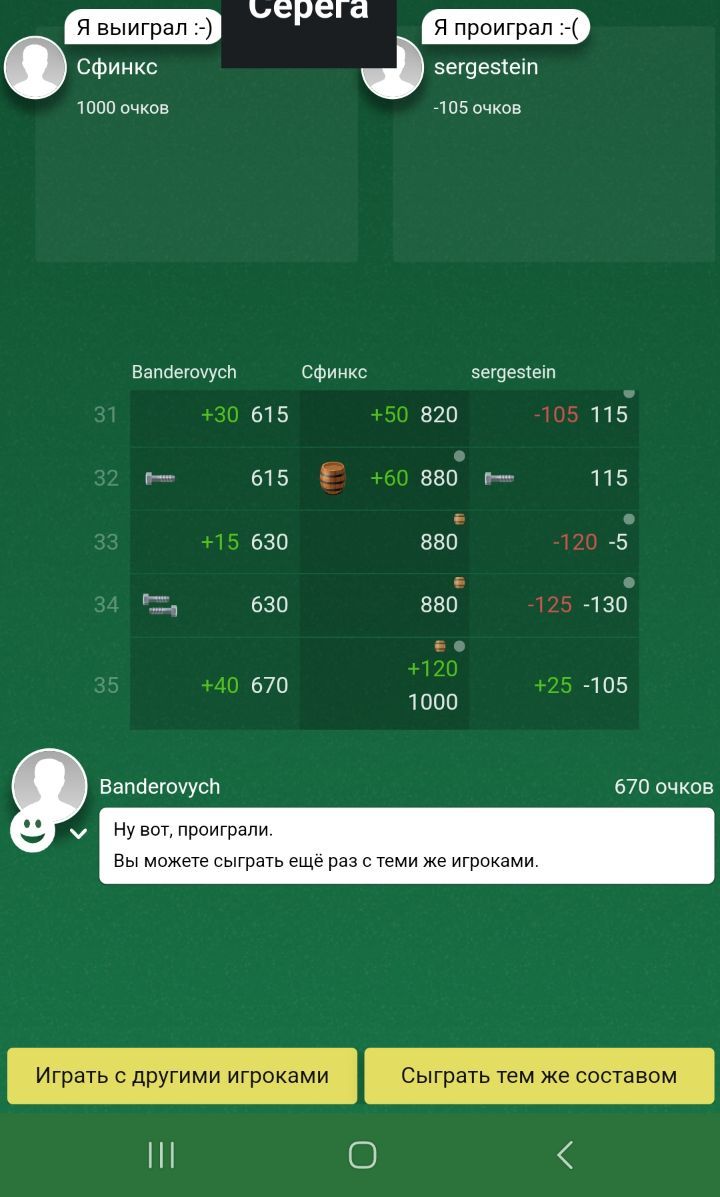 Серега
Я выиграл :-)
Я проиграл :-(
Сфинкс
sergestein
1000 очков
-105 очков
Banderovych Сфинкс sergestein
31 +30 615 +50 820 -105 115
32 615 +60 880 115
33 +15 630 880 -120 -5
34 630 880 -125 -130
35 +40 670 +120 1000 +25 -105
Banderovych 670 очков
Ну вот, проиграли.
Вы можете сыграть ещё раз с теми же игроками.
Играть с другими игроками
Сыграть тем же составом